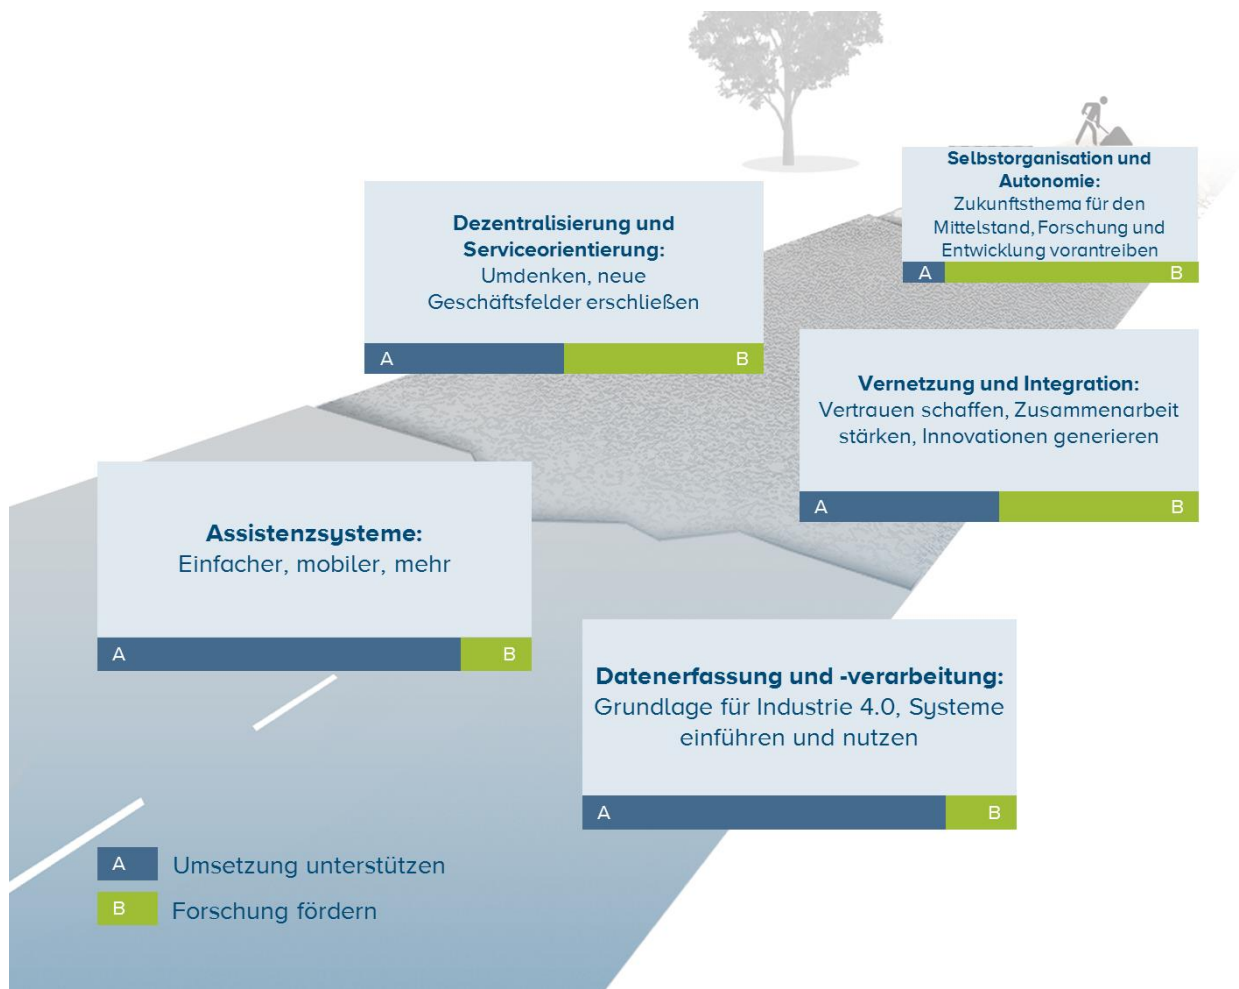 Selbstorganisation und
Autonomie:
Zukunftsthema für den
Mittelstand, Forschung und
Entwicklung vorantreiben
A B
Dezentralisierung und
Serviceorientierung:
Umdenken, neue
Geschäftsfelder erschließen
A B
Vernetzung und Integration:
Vertrauen schaffen, Zusammenarbeit
stärken, Innovationen generieren
A B
Assistenzsysteme:
Einfacher, mobiler, mehr
A B
Datenerfassung und -verarbeitung:
Grundlage für Industrie 4.0, Systeme
einführen und nutzen
A B
A Umsetzung unterstützen
B Forschung fördern